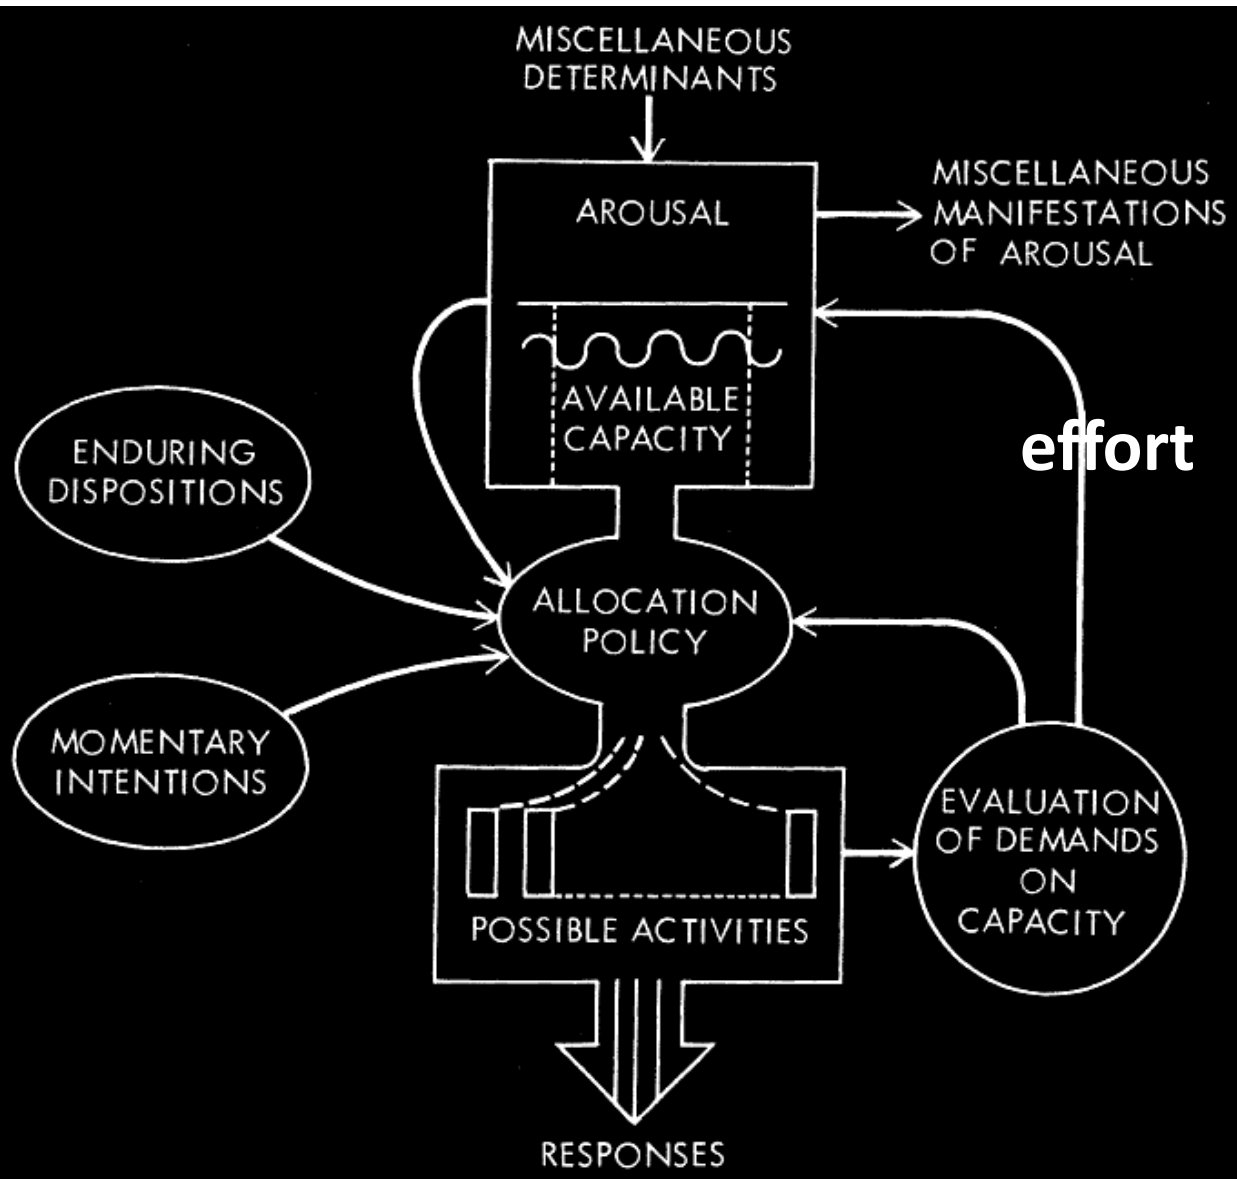 MISCELLANEOUS
DETERMINANTS
AROUSAL
MISCELLANEOUS
MANIFESTATIONS
OF AROUSAL
AVAILABLE
CAPACITY
effort
ENDURING
DISPOSITIONS
ALLOCATION
POLICY
MOMENTARY
INTENTIONS
EVALUATION
OF DEMANDS
ON
CAPACITY
POSSIBLE ACTIVITIES
RESPONSES